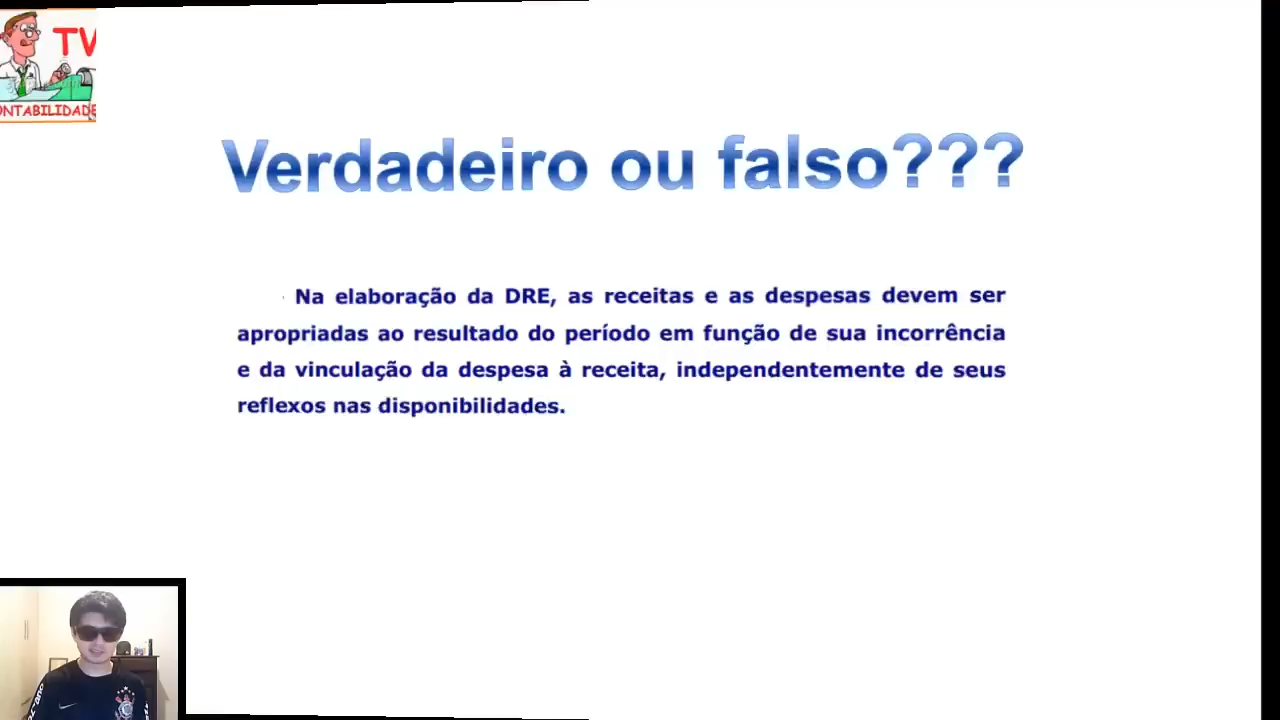 TV
ONTABILIDADE
Verdadeiro ou falso???
Na elaboração da DRE, as receitas e as despesas devem ser
apropriadas ao resultado do período em função de sua incorrência
e da vinculação da despesa à receita, independentemente de seus
reflexos nas disponibilidades.